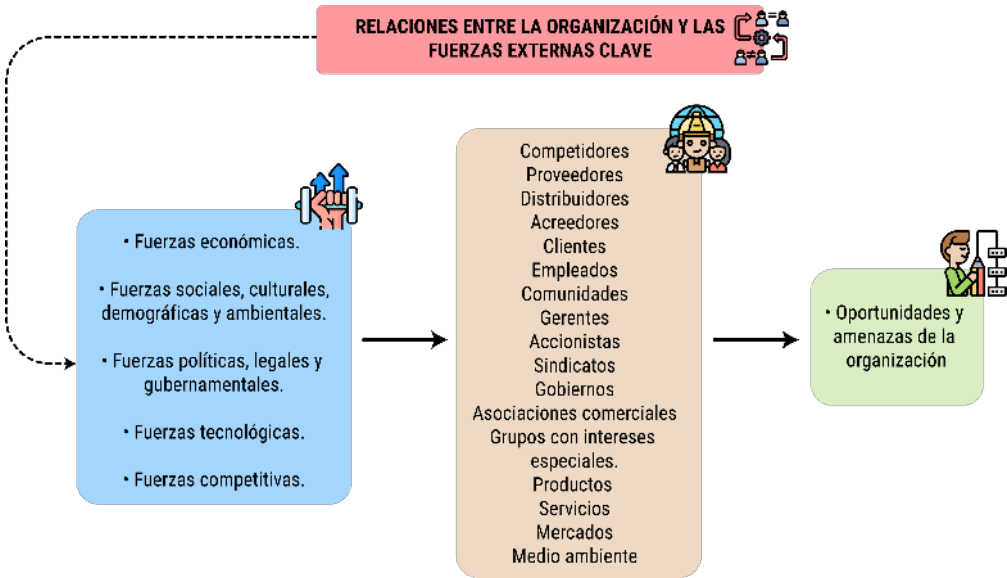 RELACIONES ENTRE LA ORGANIZACIÓN Y LAS
FUERZAS EXTERNAS CLAVE
• Fuerzas económicas.
• Fuerzas sociales, culturales,
demográficas y ambientales.
• Fuerzas políticas, legales y
gubernamentales.
• Fuerzas tecnológicas.
• Fuerzas competitivas.
Competidores
Proveedores
Distribuidores
Acreedores
Clientes
Empleados
Comunidades
Gerentes
Accionistas
Sindicatos
Gobiernos
Asociaciones comerciales
Grupos con intereses
especiales.
Productos
Servicios
Mercados
Medio ambiente
• Oportunidades y
amenazas de la
organización